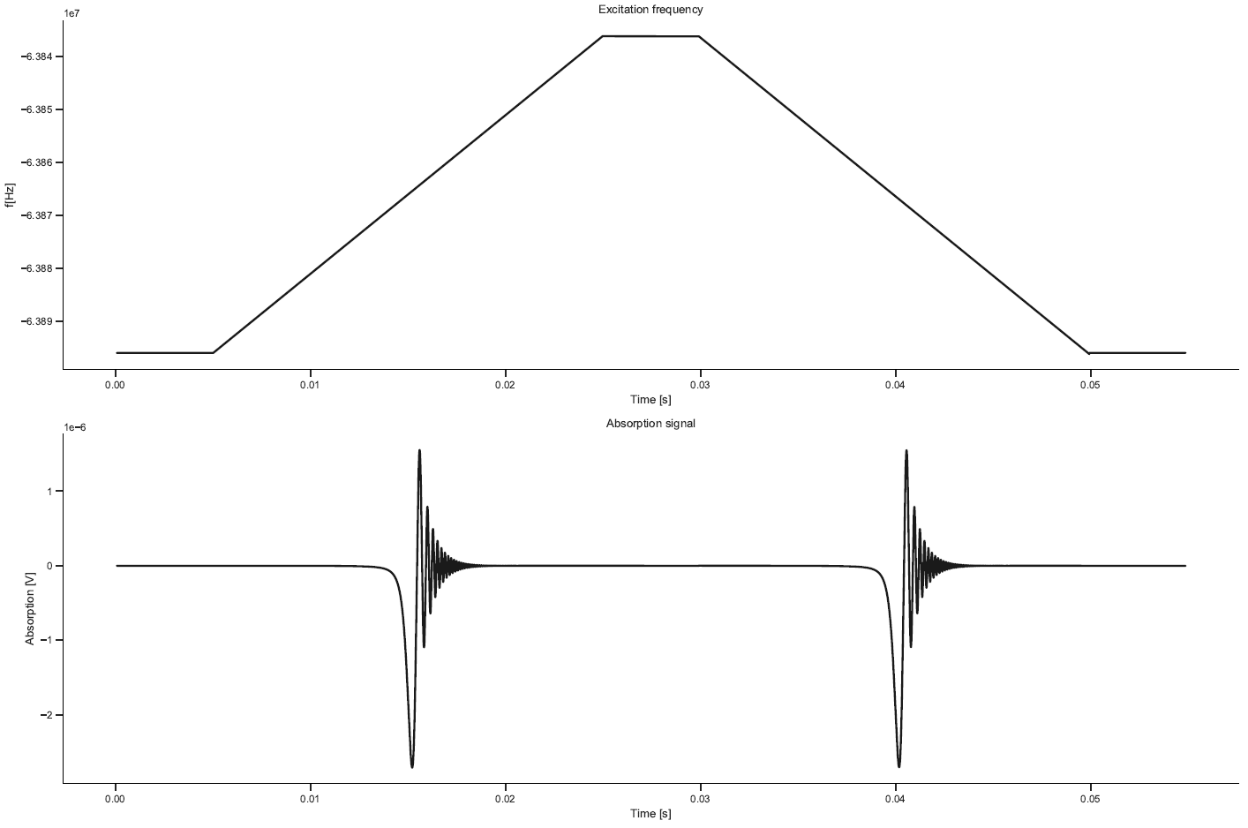 Excitation frequency
1e7
−6.384
−6.385
−6.386
−6.387
−6.388
−6.389
f[Hz]
0.00 0.01 0.02 0.03 0.04 0.05
Time [s]
Absorption signal
1e−6
1
0
−1
−2
Absorption [V]
0.00 0.01 0.02 0.03 0.04 0.05
Time [s]